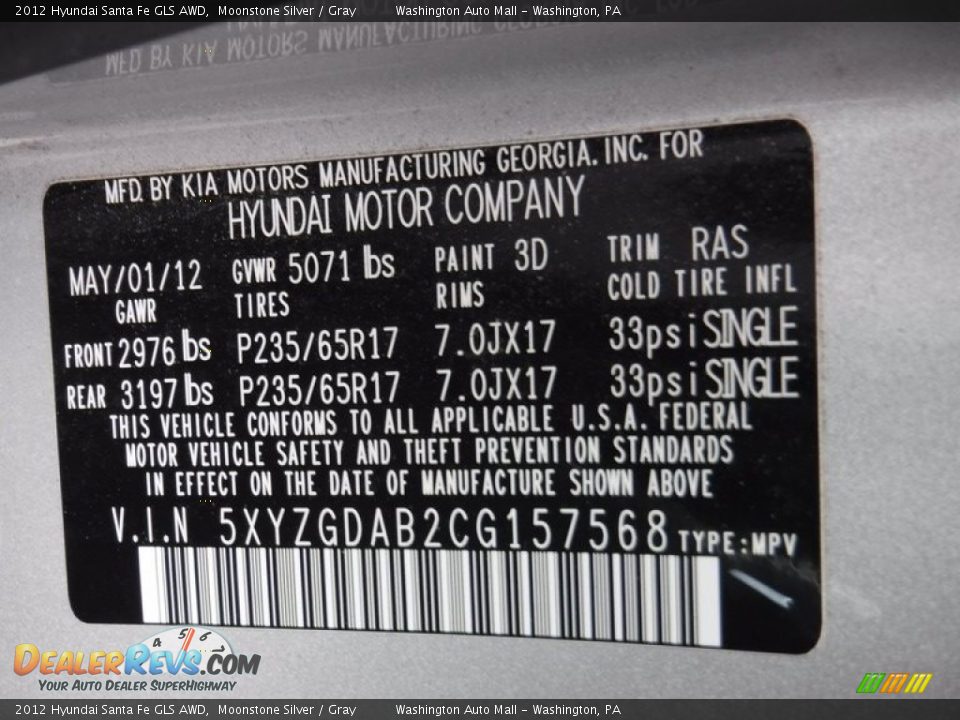 2012 Hyundai Santa Fe GLS AWD, Moonstone Silver / Gray Washington Auto Mall - Washington, PA
MFD. BY KIA MOTORS MANUFACTURING GEORGIA. INC. FOR
HYUNDAI MOTOR COMPANY
MAY/01/12 GVWR 5071 lbs PAINT 3D TRIM RAS
GAWR TIRES RIMS COLD TIRE INFL
FRONT 2976 lbs P235/65R17 7.0JX17 33psi SINGLE
REAR 3197 lbs P235/65R17 7.0JX17 33psi SINGLE
THIS VEHICLE CONFORMS TO ALL APPLICABLE U.S.A. FEDERAL
MOTOR VEHICLE SAFETY AND THEFT PREVENTION STANDARDS
IN EFFECT ON THE DATE OF MANUFACTURE SHOWN ABOVE
V.I.N 5XYZGDAB2CG157568 TYPE:MPV
4 5 6 7
DEALERREVS.COM
YOUR AUTO DEALER SUPERHIGHWAY
2012 Hyundai Santa Fe GLS AWD, Moonstone Silver / Gray Washington Auto Mall - Washington, PA